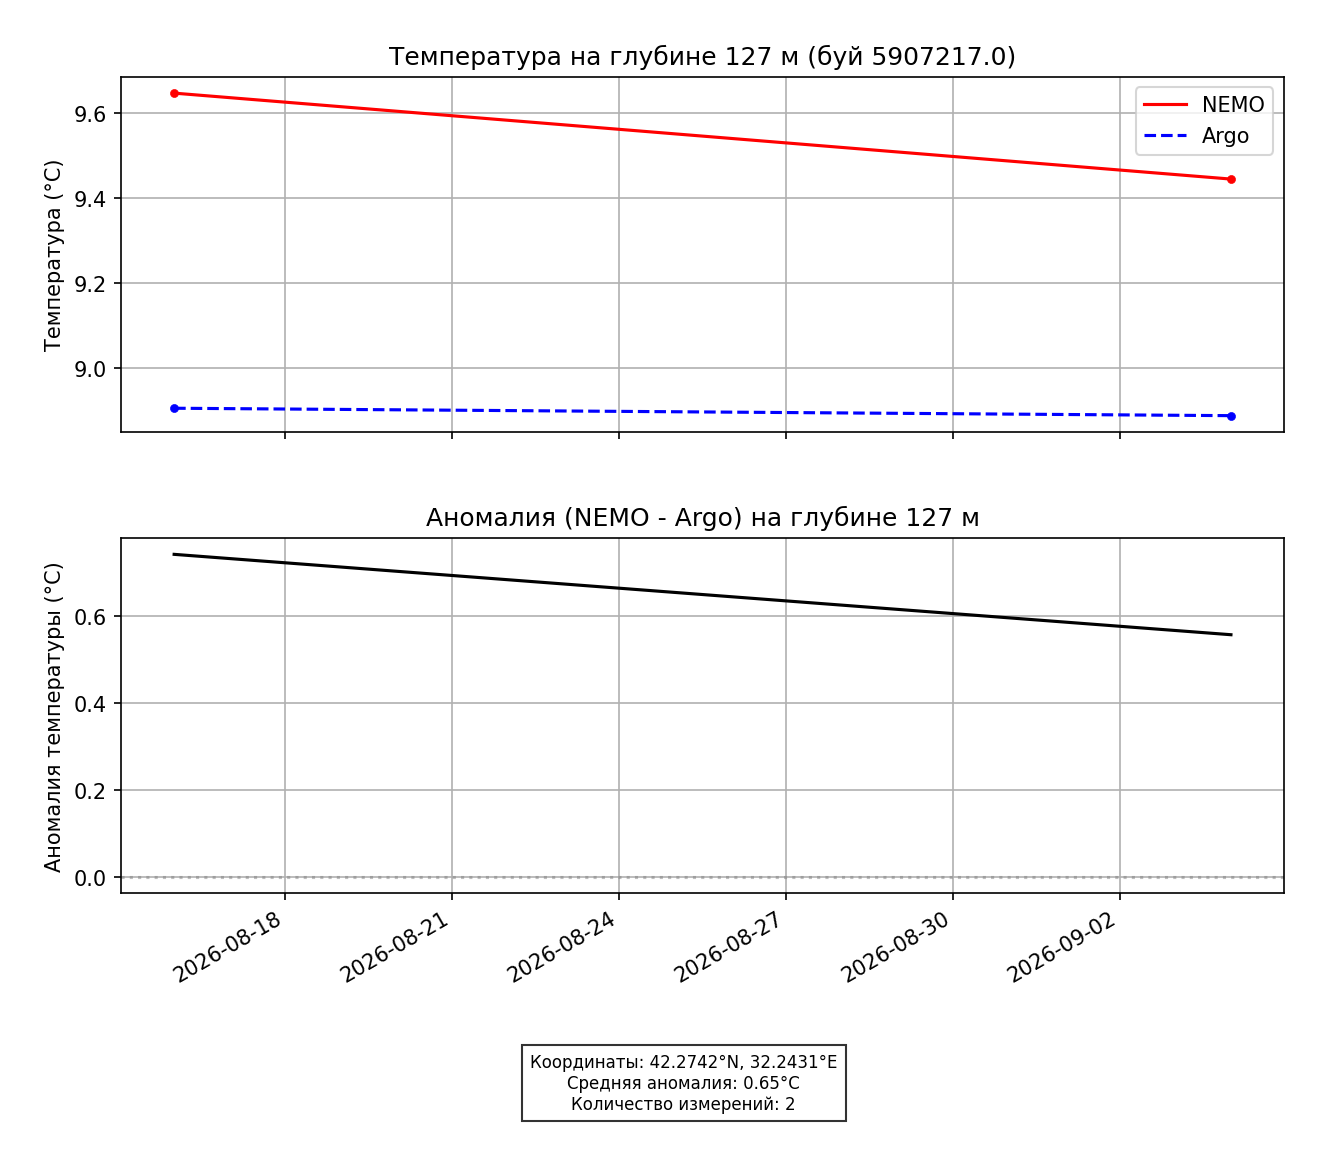 Температура на глубине 127 м (буй 5907217.0)
Температура (°C)
9.6
9.4
9.2
9.0
NEMO
Argo
Аномалия (NEMO - Argo) на глубине 127 м
Аномалия температуры (°C)
0.6
0.4
0.2
0.0
2026-08-18
2026-08-21
2026-08-24
2026-08-27
2026-08-30
2026-09-02
Координаты: 42.2742°N, 32.2431°E
Средняя аномалия: 0.65°C
Количество измерений: 2